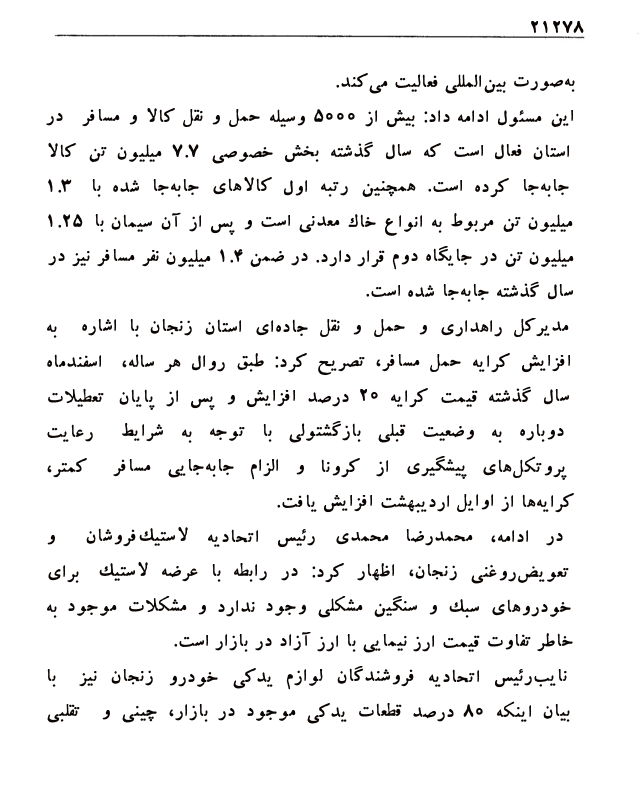 ۲۱۲۷۸
به‌صورت بین‌المللی فعالیت می‌کند.
این مسئول ادامه داد: بیش از ۵۰۰۰ وسیله حمل و نقل کالا و مسافر در
استان فعال است که سال گذشته بخش خصوصی ۷.۷ میلیون تن کالا
جابه‌جا کرده است. همچنین رتبه اول کالاهای جابه‌جا شده با ۱.۳
میلیون تن مربوط به انواع خاك معدنی است و پس از آن سیمان با ۱.۲۵
میلیون تن در جایگاه دوم قرار دارد. در ضمن ۱.۴ میلیون نفر مسافر نیز در
سال گذشته جابه‌جا شده است.
مدیرکل راهداری و حمل و نقل جاده‌ای استان زنجان با اشاره به
افزایش کرایه حمل مسافر، تصریح کرد: طبق روال هر ساله، اسفندماه
سال گذشته قیمت کرایه ۲۰ درصد افزایش و پس از پایان تعطیلات
دوباره به وضعیت قبلی بازگشتولی با توجه به شرایط رعایت
پروتکل‌های پیشگیری از کرونا و الزام جابه‌جایی مسافر کمتر،
کرایه‌ها از اوایل اردیبهشت افزایش یافت.
در ادامه، محمدرضا محمدی رئیس اتحادیه لاستیك‌فروشان و
تعویض‌روغنی زنجان، اظهار کرد: در رابطه با عرضه لاستیك برای
خودروهای سبك و سنگین مشکلی وجود ندارد و مشکلات موجود به
خاطر تفاوت قیمت ارز نیمایی با ارز آزاد در بازار است.
نایب‌رئیس اتحادیه فروشندگان لوازم یدکی خودرو زنجان نیز با
بیان اینکه ۸۰ درصد قطعات یدکی موجود در بازار، چینی و تقلبی